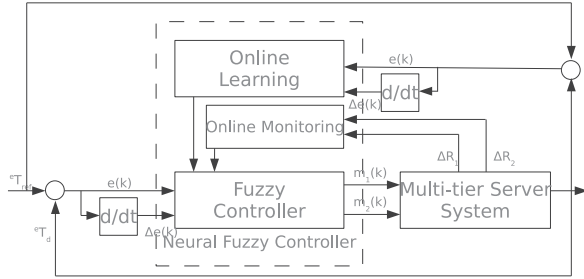 Online
Learning
e(k)
d/dt
Δe(k)
Online Monitoring
ΔR1
ΔR2
eTref
e(k)
Fuzzy
Controller
m1(k)
Multi-tier Server
System
d/dt
Δe(k)
m2(k)
eTd
Neural Fuzzy Controller